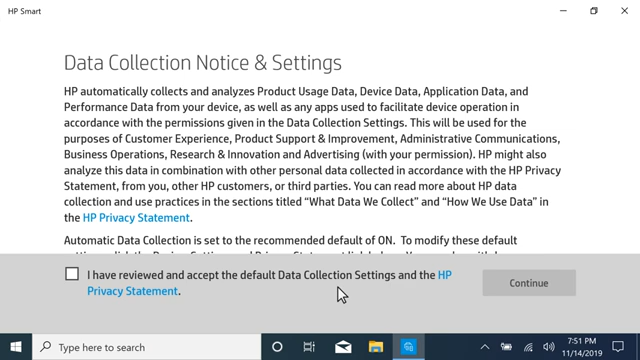 HP Smart
Data Collection Notice & Settings
HP automatically collects and analyzes Product Usage Data, Device Data, Application Data, and
Performance Data from your device, as well as any apps used to facilitate device operation in
accordance with the permissions given in the Data Collection Settings. This will be used for the
purposes of Customer Experience, Product Support & Improvement, Administrative Communications,
Business Operations, Research & Innovation and Advertising (with your permission). HP might also
analyze this data in combination with other personal data collected in accordance with the HP Privacy
Statement, from you, other HP customers, or third parties. You can read more about HP data
collection and use practices in the sections titled “What Data We Collect” and “How We Use Data” in
the HP Privacy Statement.
Automatic Data Collection is set to the recommended default of ON. To modify these default
I have reviewed and accept the default Data Collection Settings and the HP
Privacy Statement.
Continue
Type here to search
7:51 PM
11/14/2019